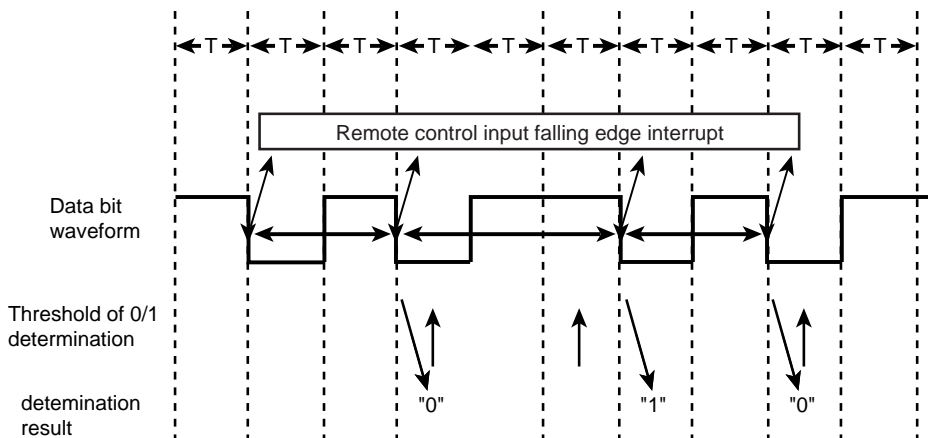 T T T T T T T T T T
Remote control input falling edge interrupt
Data bit
waveform
Threshold of 0/1
determination
detemination
result
"0" "1" "0"